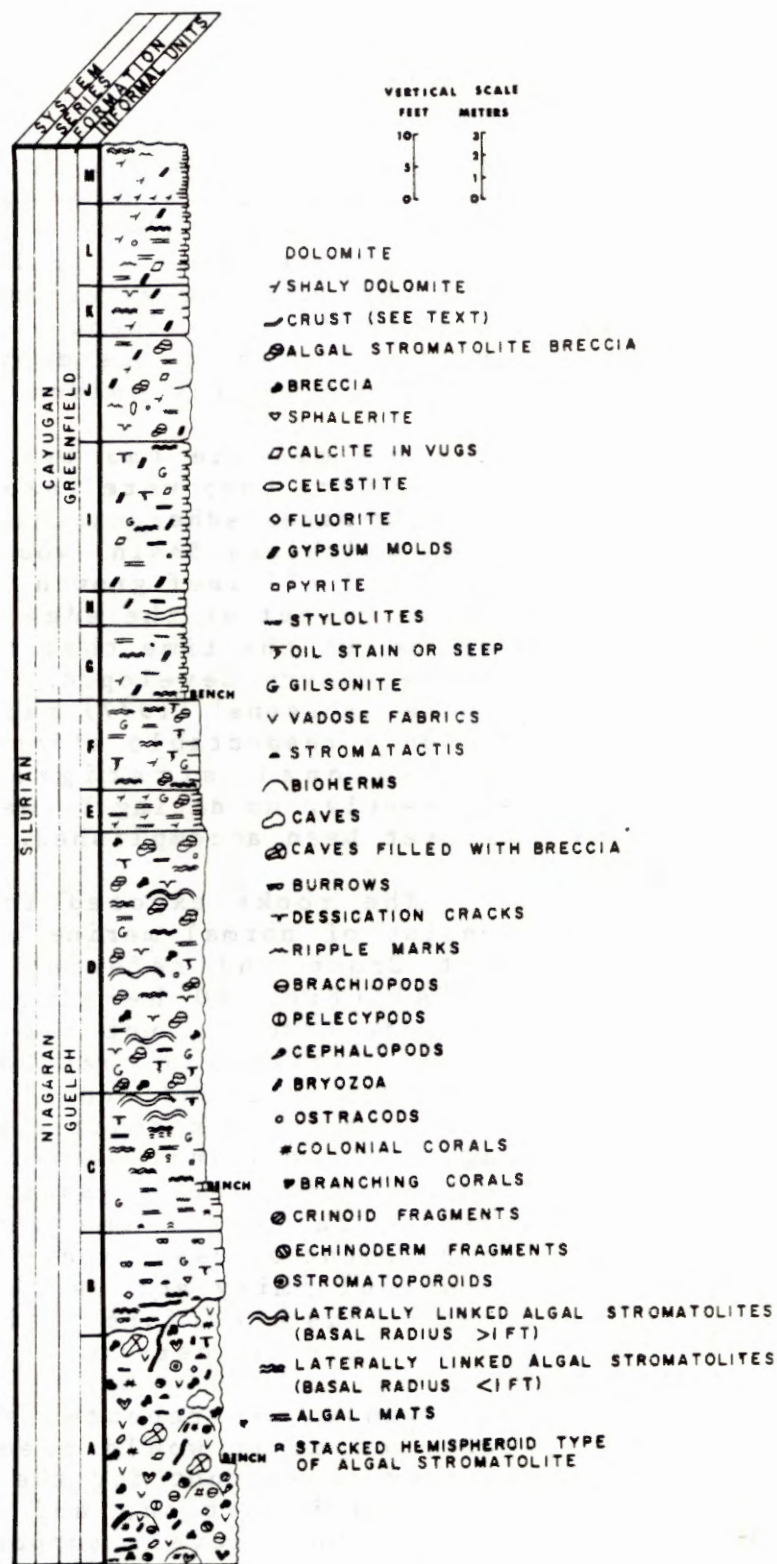 SYSTEM
SERIES
FORMATION
INFORMAL UNITS
VERTICAL SCALE
FEET METERS
10 3
2
5
1
0 0
SILURIAN
CAYUGAN
GREENFIELD
NIAGARAN
GUELPH
M
L
K
J
I
H
G
BENCH
F
E
D
C
BENCH
B
A
BENCH
DOLOMITE
SHALY DOLOMITE
CRUST (SEE TEXT)
ALGAL STROMATOLITE BRECCIA
BRECCIA
SPHALERITE
CALCITE IN VUGS
CELESTITE
FLUORITE
GYPSUM MOLDS
PYRITE
STYLOLITES
OIL STAIN OR SEEP
G GILSONITE
V VADOSE FABRICS
STROMATACTIS
BIOHERMS
CAVES
CAVES FILLED WITH BRECCIA
BURROWS
DESSICATION CRACKS
RIPPLE MARKS
BRACHIOPODS
PELECYPODS
CEPHALOPODS
BRYOZOA
OSTRACODS
# COLONIAL CORALS
BRANCHING CORALS
CRINOID FRAGMENTS
ECHINODERM FRAGMENTS
STROMATOPOROIDS
LATERALLY LINKED ALGAL STROMATOLITES
(BASAL RADIUS >1 FT)
LATERALLY LINKED ALGAL STROMATOLITES
(BASAL RADIUS <1 FT)
ALGAL MATS
STACKED HEMISPHEROID TYPE
OF ALGAL STROMATOLITE